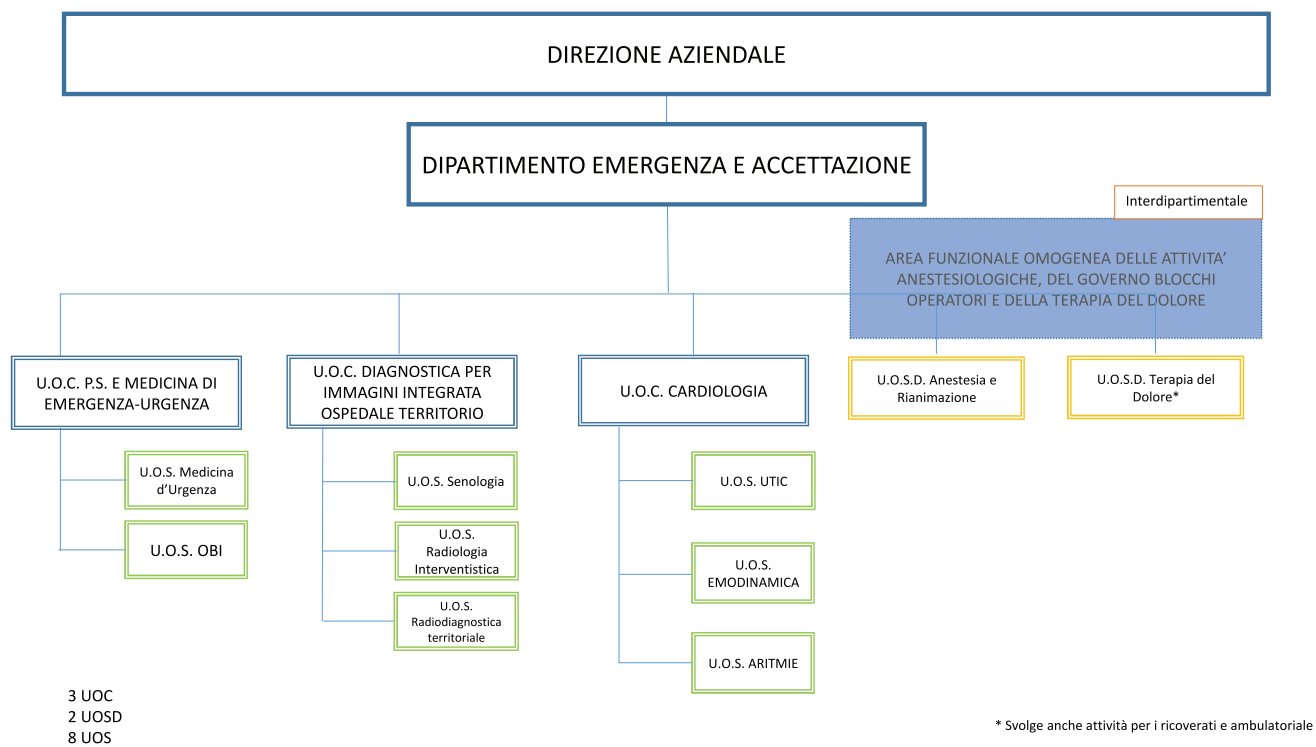 DIREZIONE AZIENDALE
DIPARTIMENTO EMERGENZA E ACCETTAZIONE
Interdipartimentale
AREA FUNZIONALE OMOGENEA DELLE ATTIVITA’
ANESTESIOLOGICHE, DEL GOVERNO BLOCCHI
OPERATORI E DELLA TERAPIA DEL DOLORE
U.O.C. P.S. E MEDICINA DI
EMERGENZA-URGENZA
U.O.S. Medicina
d’Urgenza
U.O.S. OBI
U.O.C. DIAGNOSTICA PER
IMMAGINI INTEGRATA
OSPEDALE TERRITORIO
U.O.S. Senologia
U.O.S.
Radiologia
Interventistica
U.O.S.
Radiodiagnostica
territoriale
U.O.C. CARDIOLOGIA
U.O.S. UTIC
U.O.S.
EMODINAMICA
U.O.S. ARITMIE
U.O.S.D. Anestesia e
Rianimazione
U.O.S.D. Terapia del
Dolore*
3 UOC
2 UOSD
8 UOS
* Svolge anche attività per i ricoverati e ambulatoriale